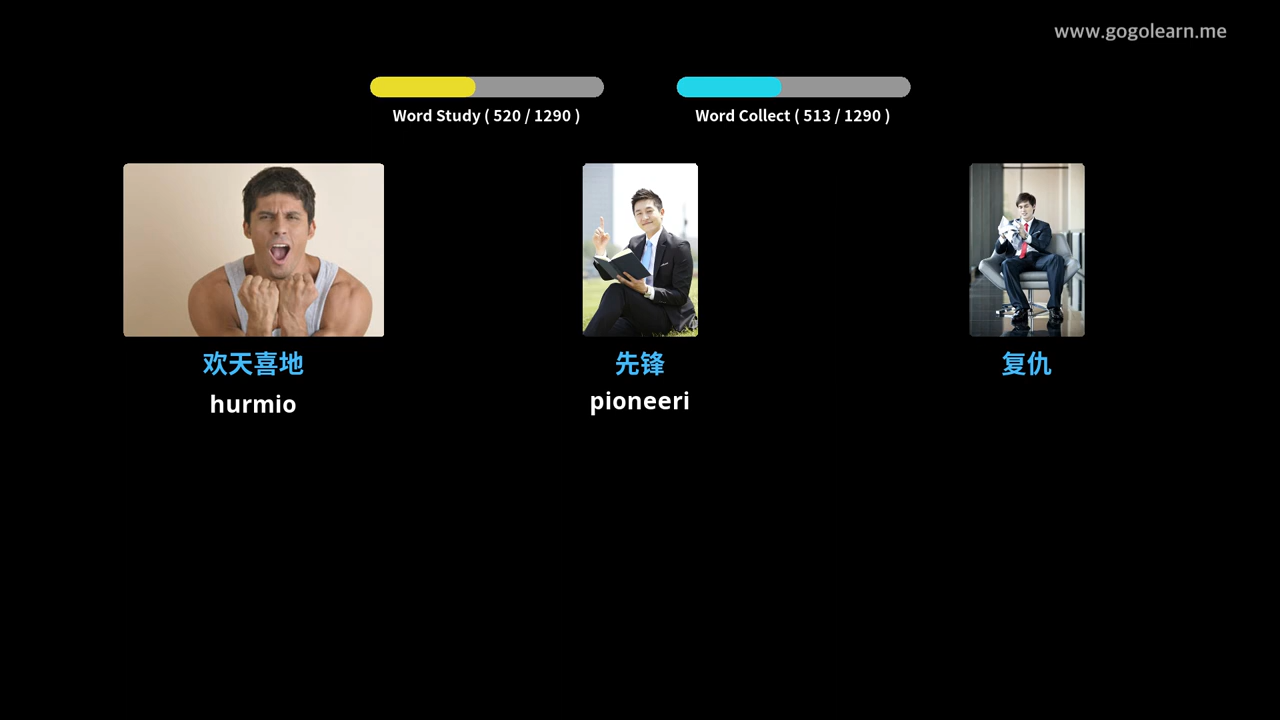 www.gogolearn.me
Word Study ( 520 / 1290 )
Word Collect ( 513 / 1290 )
欢天喜地
先锋
复仇
hurmio
pioneeri